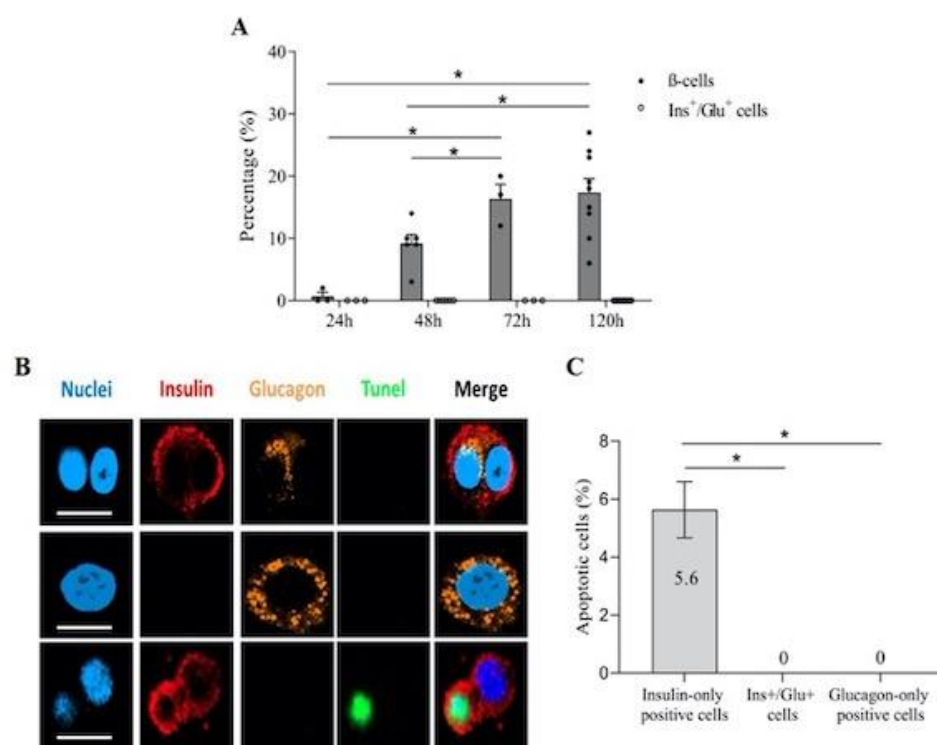 A
40
30
20
10
0
Percentage (%)
* 
*
*
*
ß-cells
Ins+/Glu+ cells
24h 48h 72h 120h
B
Nuclei Insulin Glucagon Tunel Merge
C
8
6
4
2
0
Apoptotic cells (%)
*
*
5.6
0 0
Insulin-only Ins+/Glu+ Glucagon-only
positive cells cells positive cells